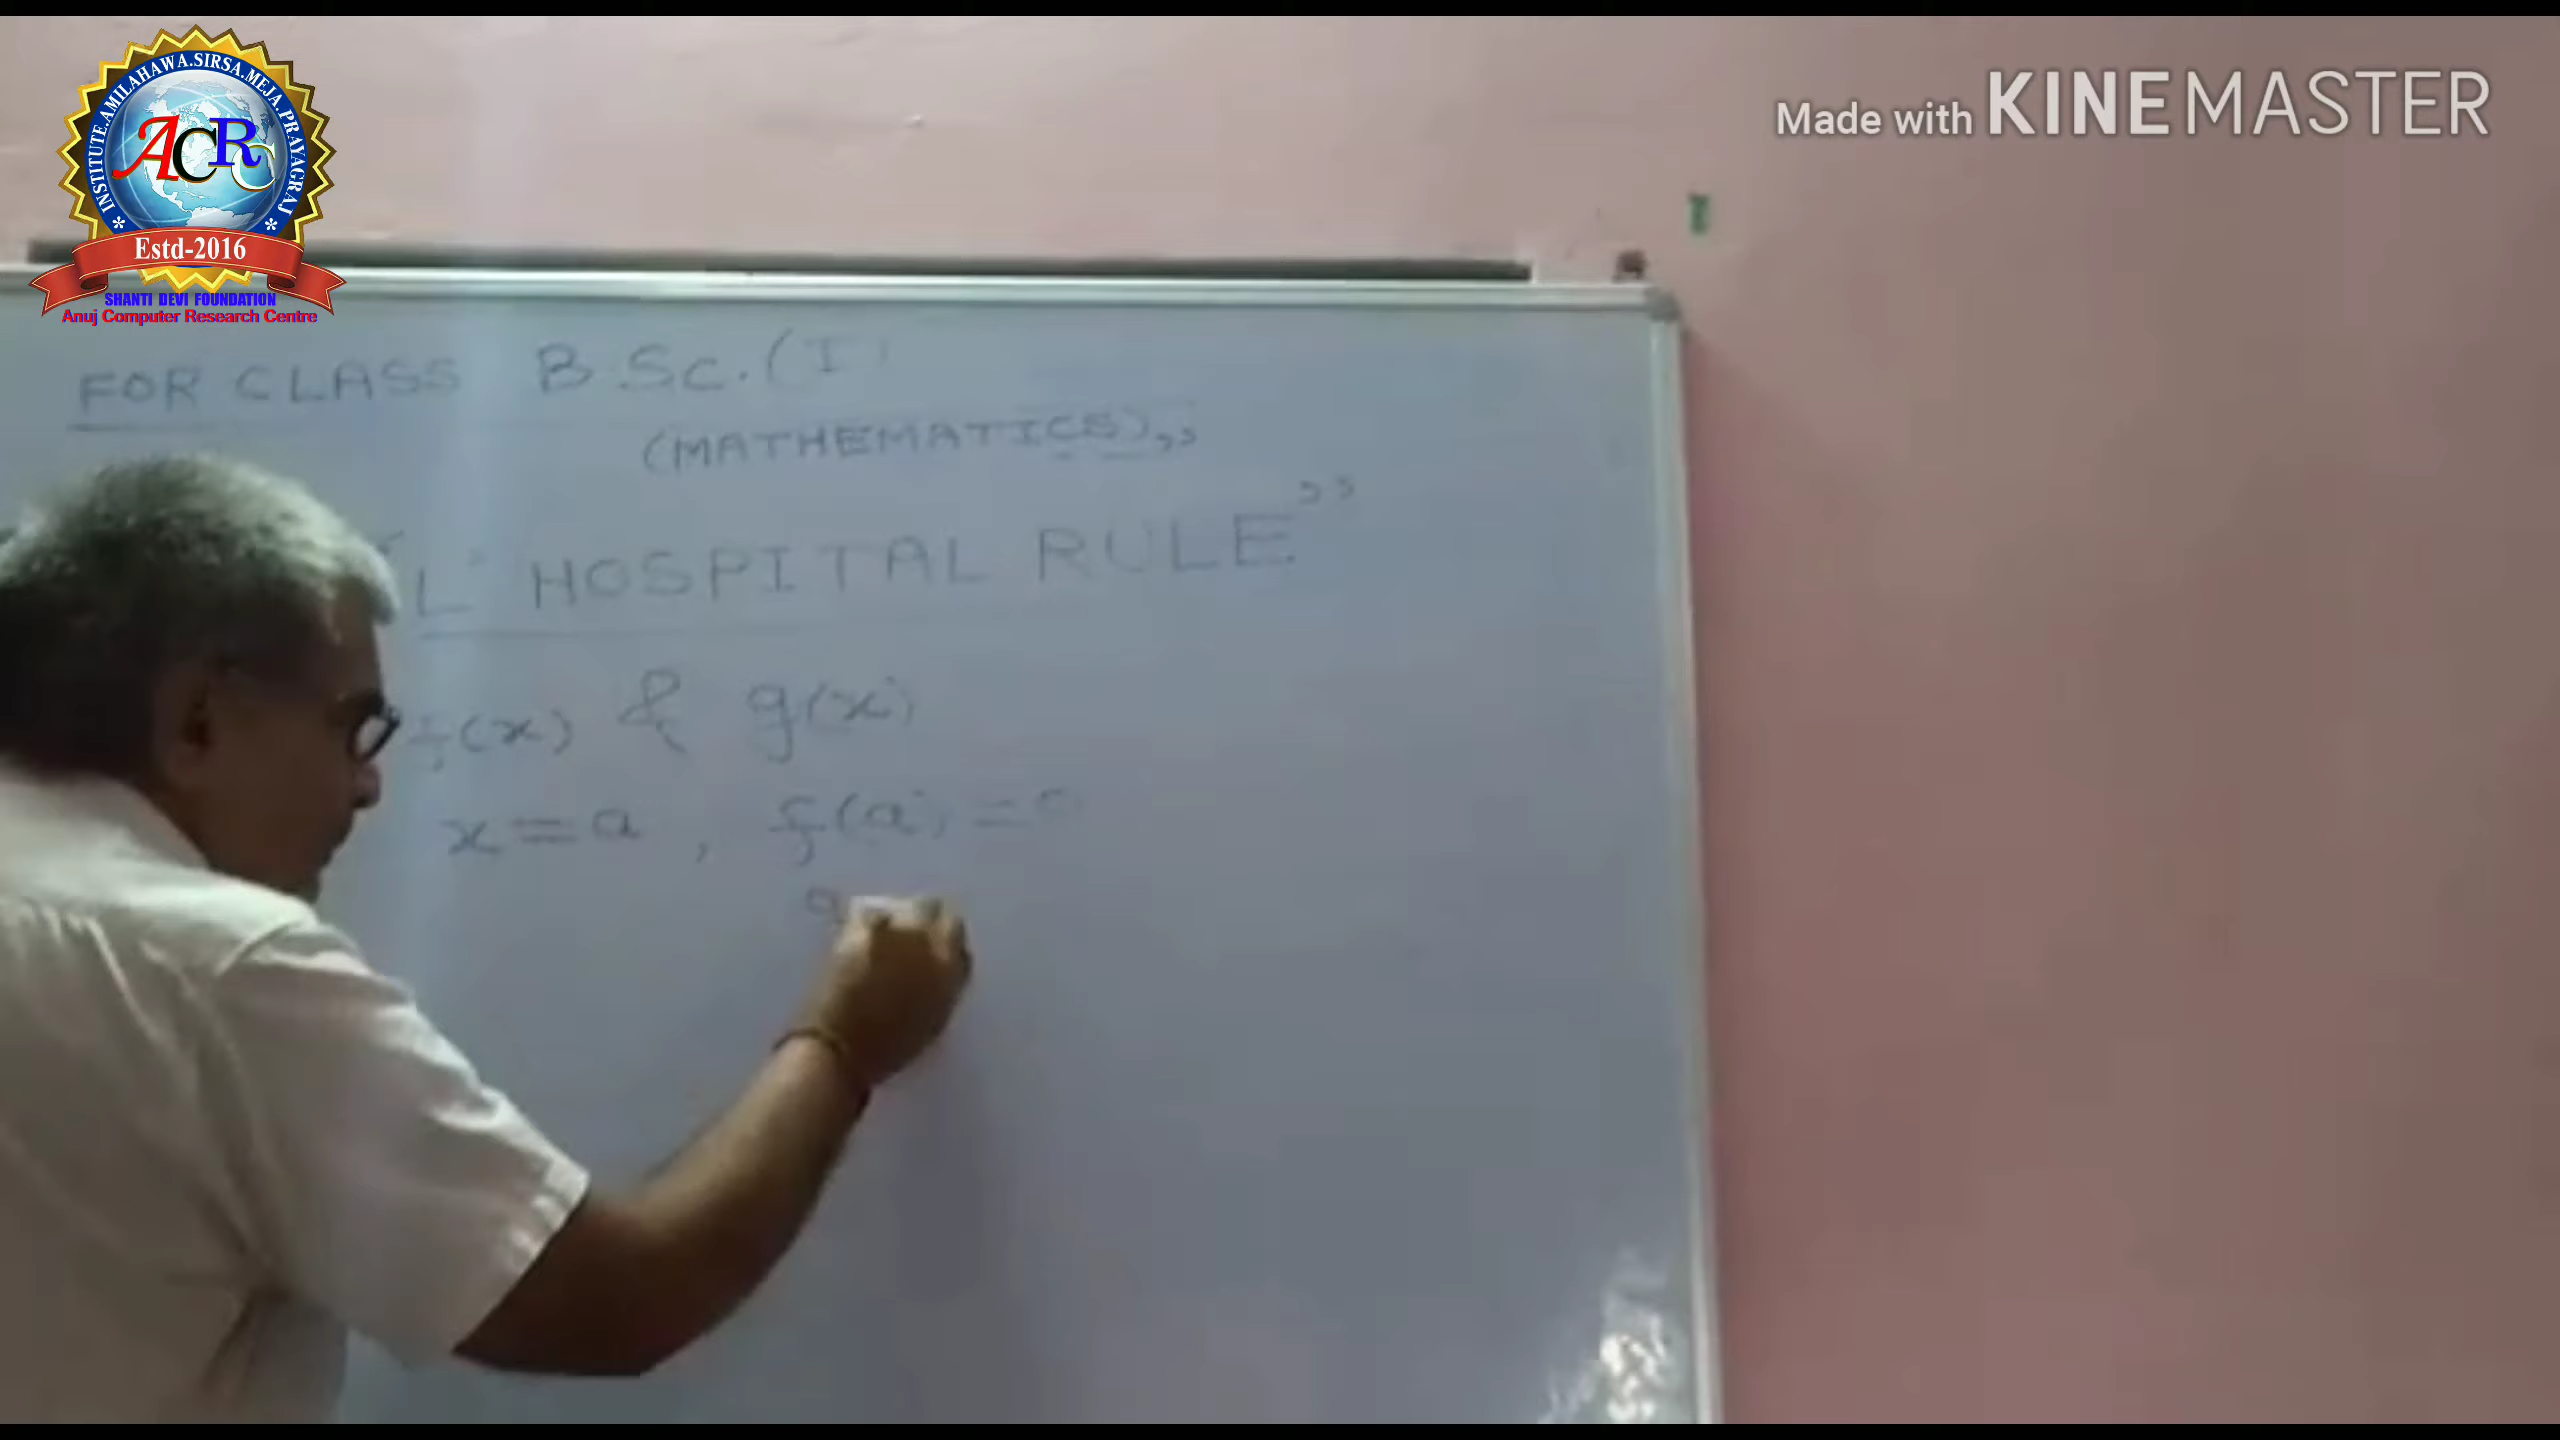 INSTITUTE.AMILAHAWA.SIRSA.MEJA.PRAYAGRAJ
ACRC
Estd-2016
SHANTI DEVI FOUNDATION
Anuj Computer Research Centre
Made with KINEMASTER
FOR CLASS B.Sc.(I)
(MATHEMATICS),,
L' HOSPITAL RULE"
f(x) & g(x)
x=a, f(a)=0
g